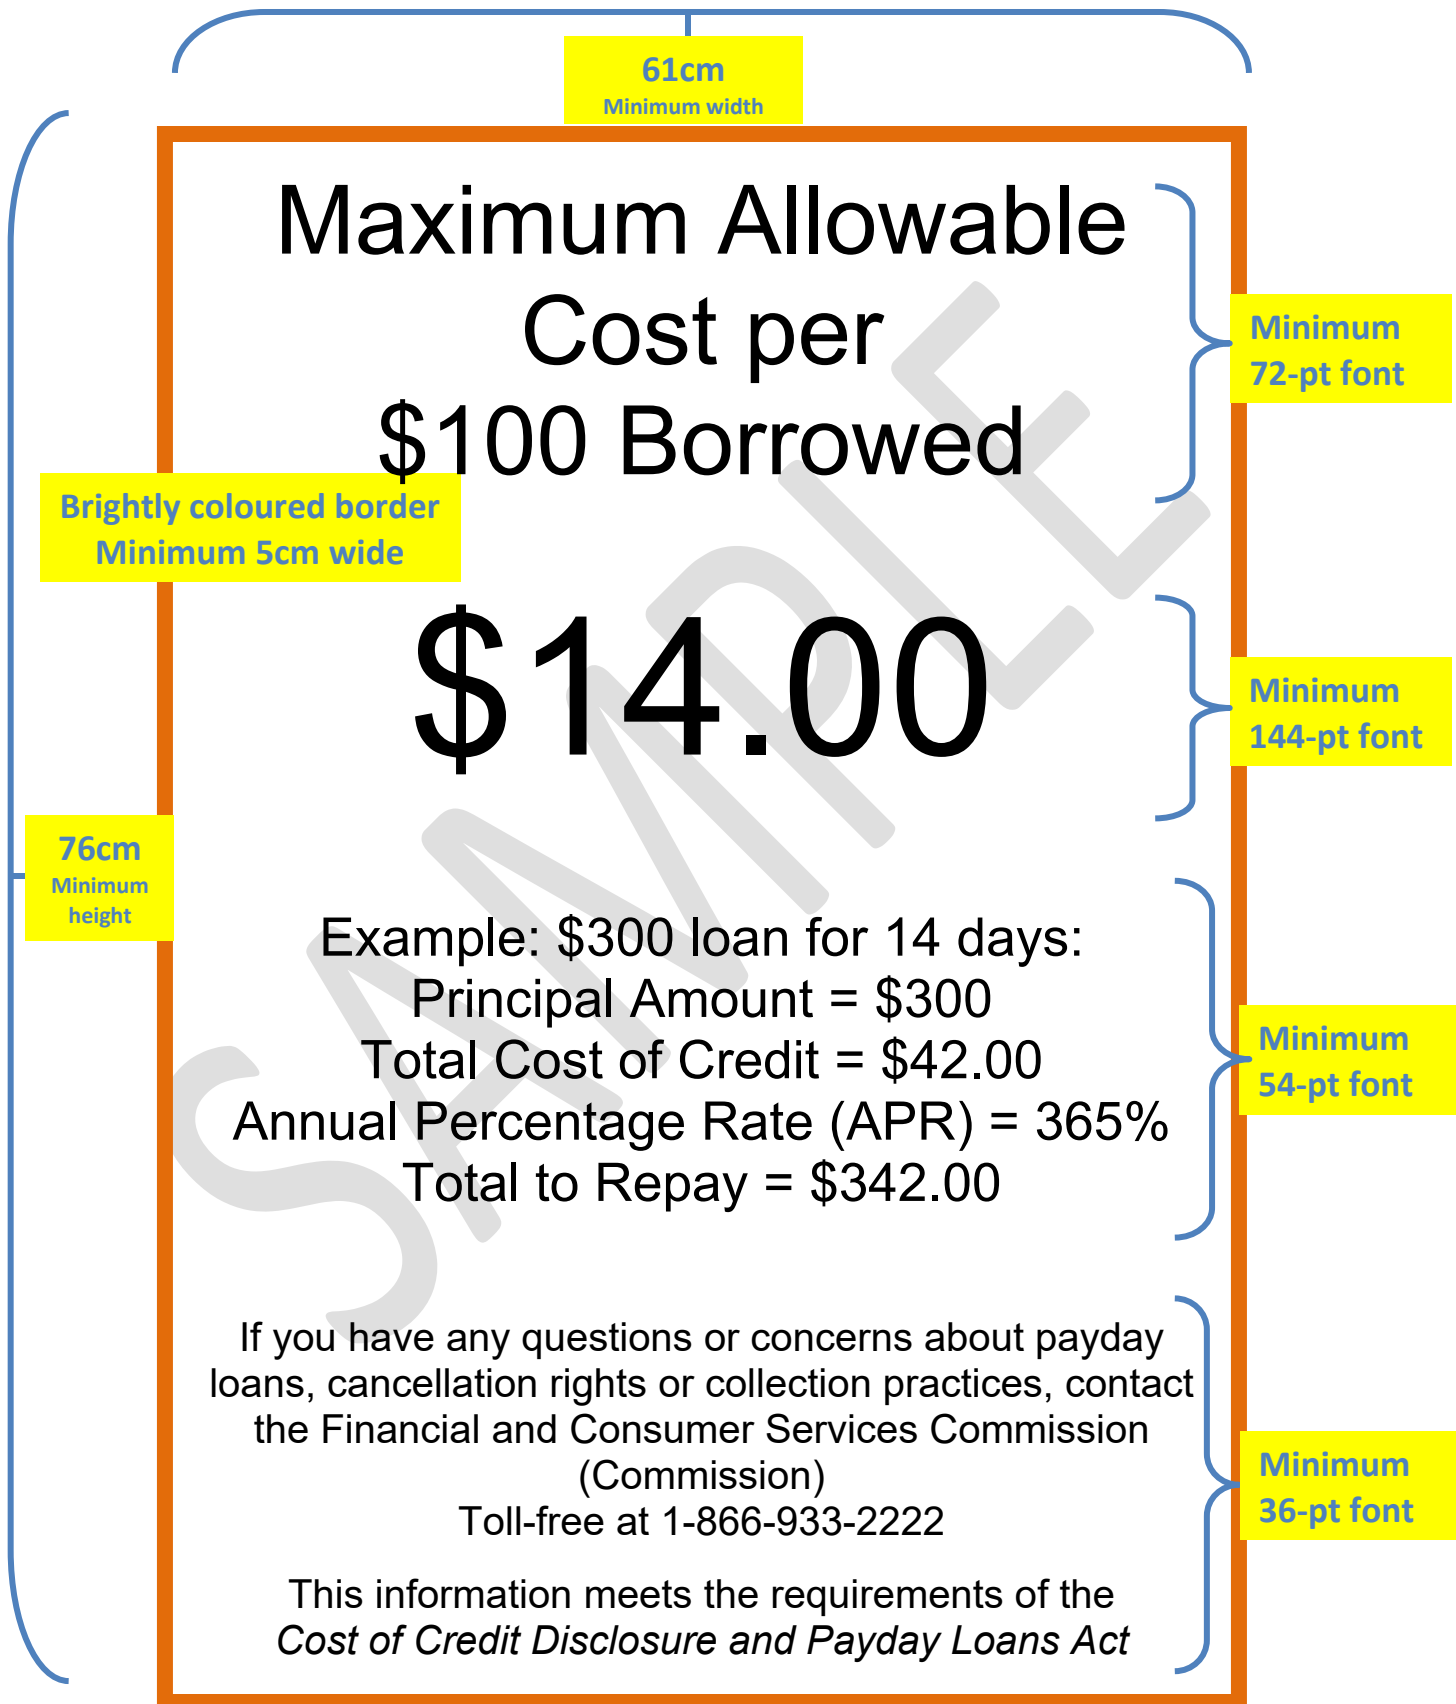 61cm
Minimum width
Maximum Allowable
Cost per
$100 Borrowed
Minimum
72-pt font
Brightly coloured border
Minimum 5cm wide
$14.00
Minimum
144-pt font
76cm
Minimum
height
Example: $300 loan for 14 days:
Principal Amount = $300
Total Cost of Credit = $42.00
Annual Percentage Rate (APR) = 365%
Total to Repay = $342.00
Minimum
54-pt font
If you have any questions or concerns about payday
loans, cancellation rights or collection practices, contact
the Financial and Consumer Services Commission
(Commission)
Toll-free at 1-866-933-2222
Minimum
36-pt font
This information meets the requirements of the
Cost of Credit Disclosure and Payday Loans Act
SAMPLE